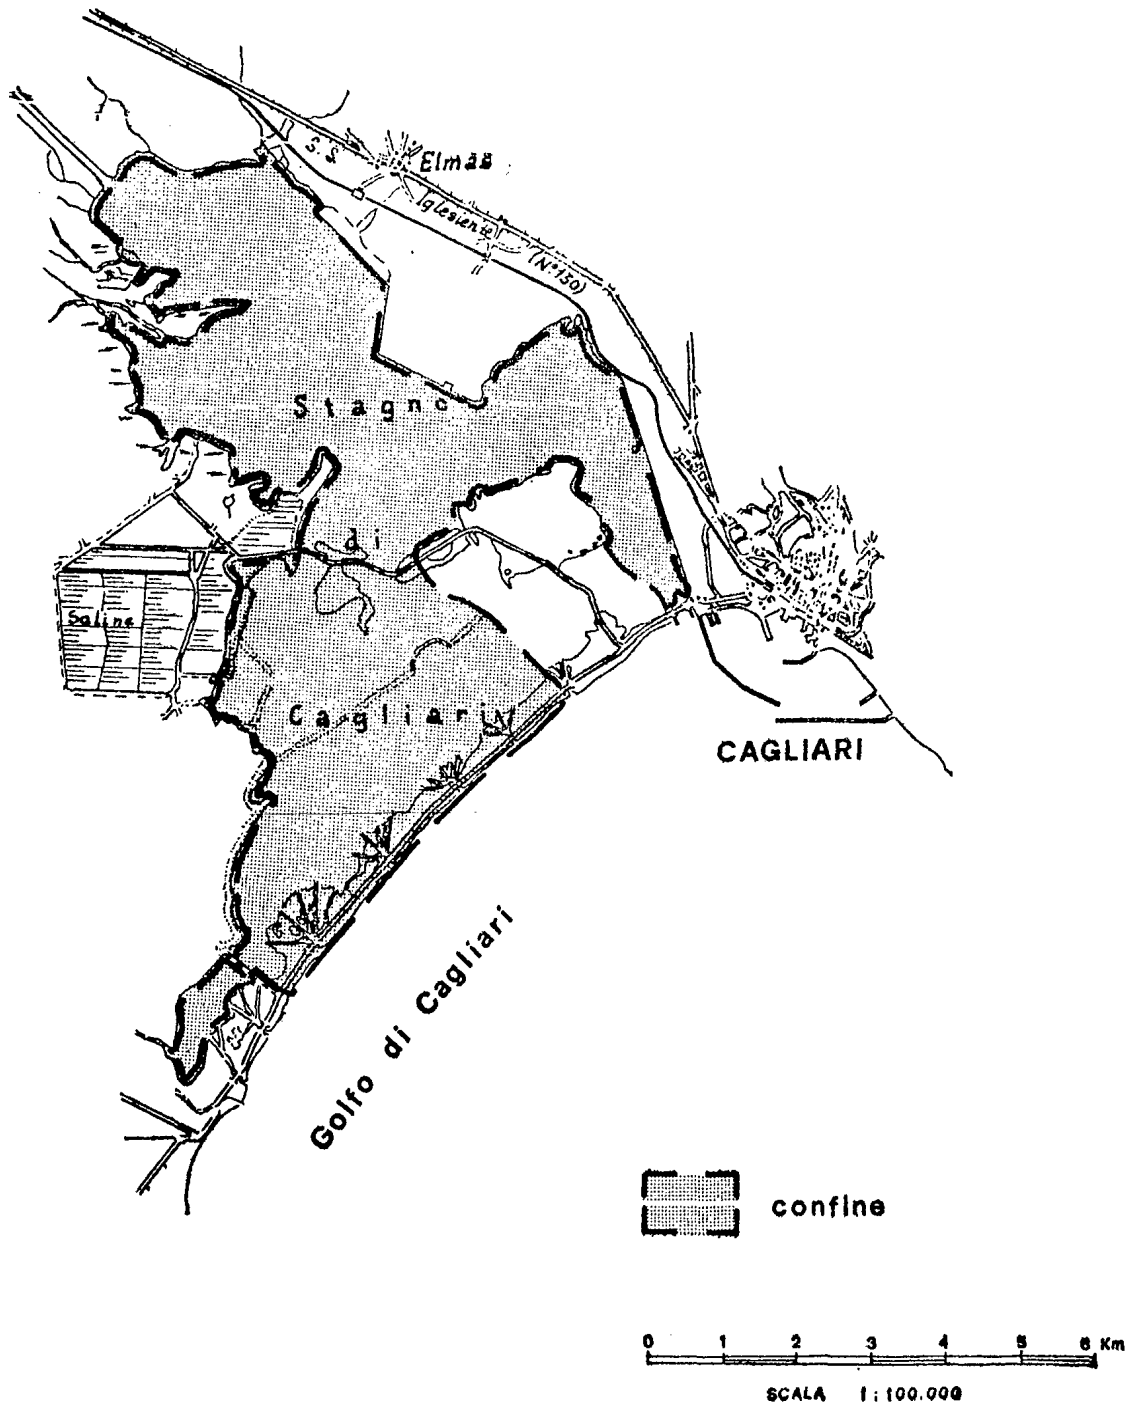 S.S.
Elmas
Iglesiente
(N°130)
Stagno
di
Saline
Cagliari
CAGLIARI
Golfo di Cagliari
confine
0 1 2 3 4 5 6 Km
SCALA 1:100.000